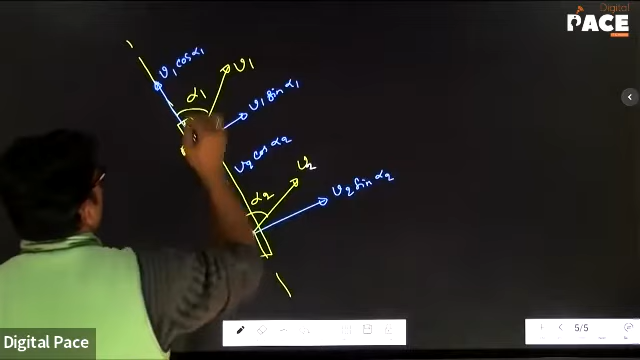 Digital
PACE
v₁ cos α₁
α₁
v₁
v₁ sin α₁
v₂ cos α₂
α₂
v₂
v₂ sin α₂
5/5
Digital Pace